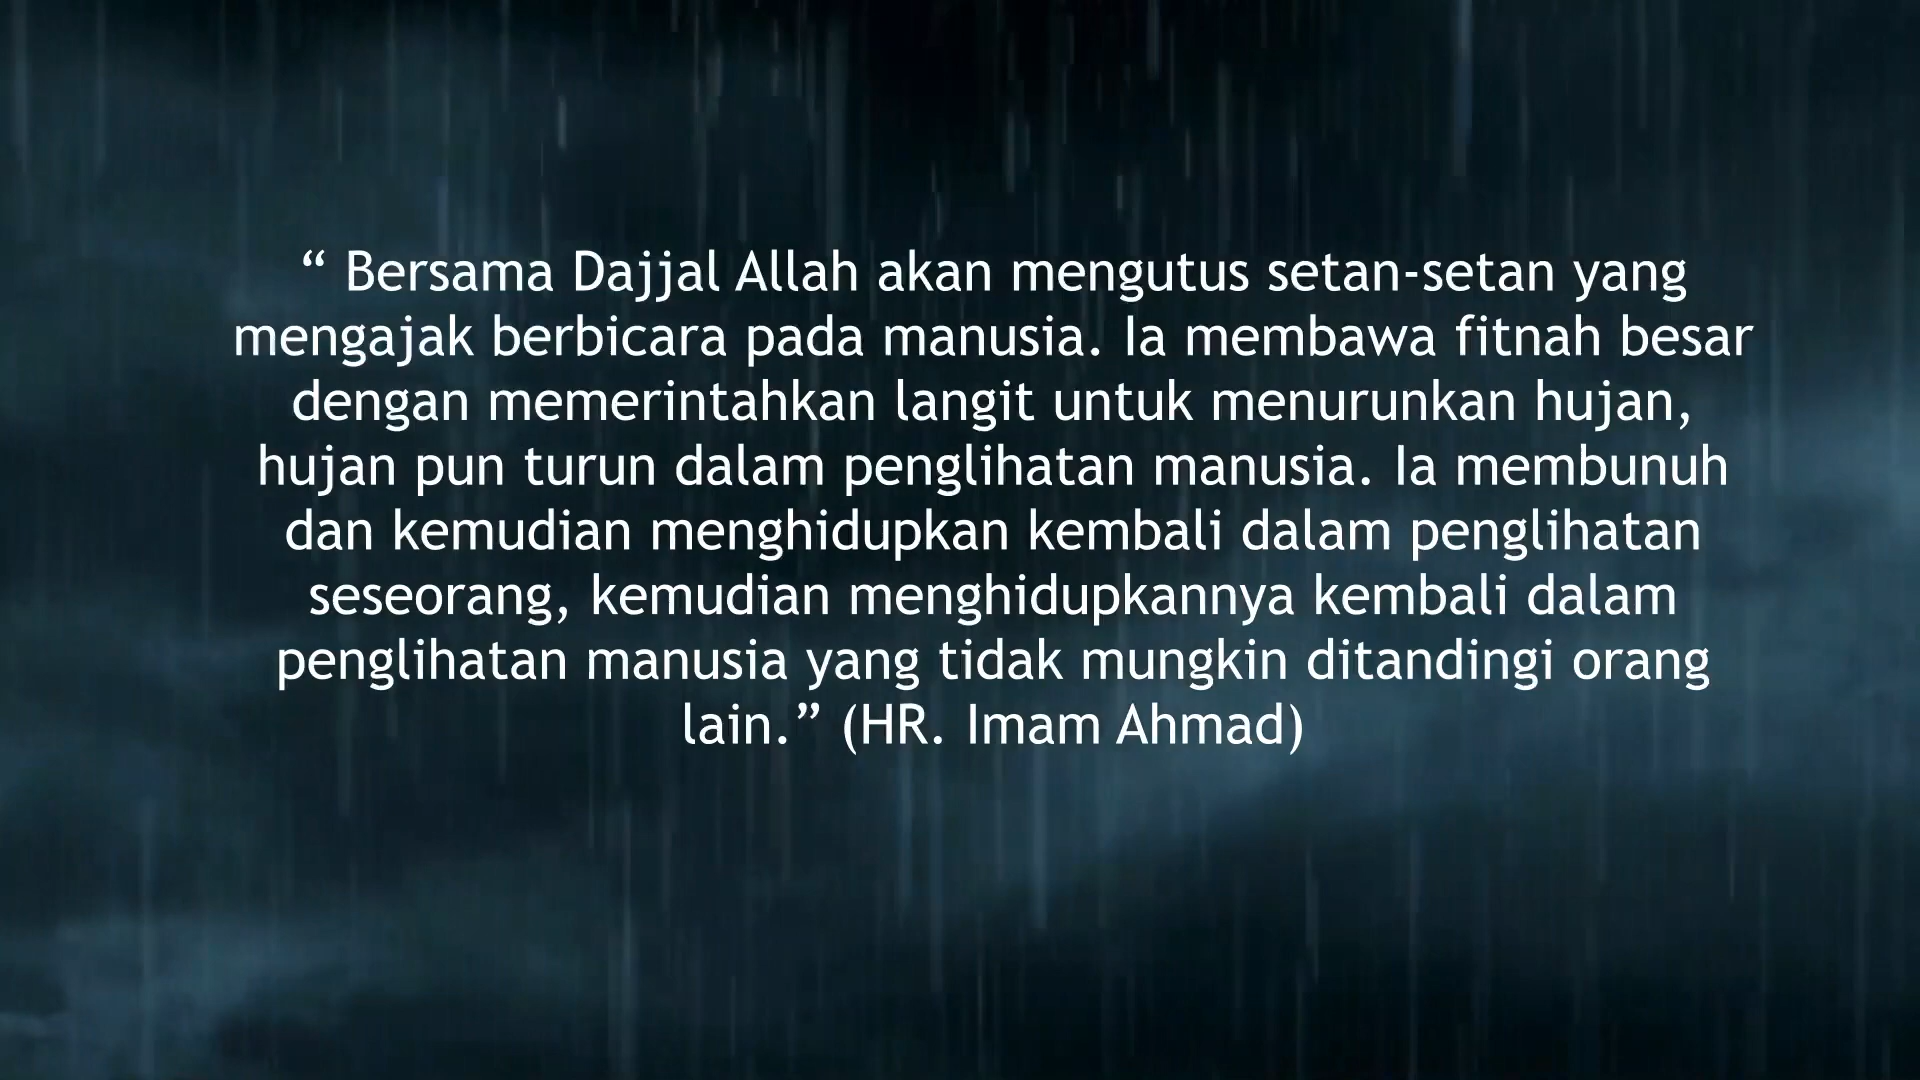 “ Bersama Dajjal Allah akan mengutus setan-setan yang
mengajak berbicara pada manusia. Ia membawa fitnah besar
dengan memerintahkan langit untuk menurunkan hujan,
hujan pun turun dalam penglihatan manusia. Ia membunuh
dan kemudian menghidupkan kembali dalam penglihatan
seseorang, kemudian menghidupkannya kembali dalam
penglihatan manusia yang tidak mungkin ditandingi orang
lain.” (HR. Imam Ahmad)